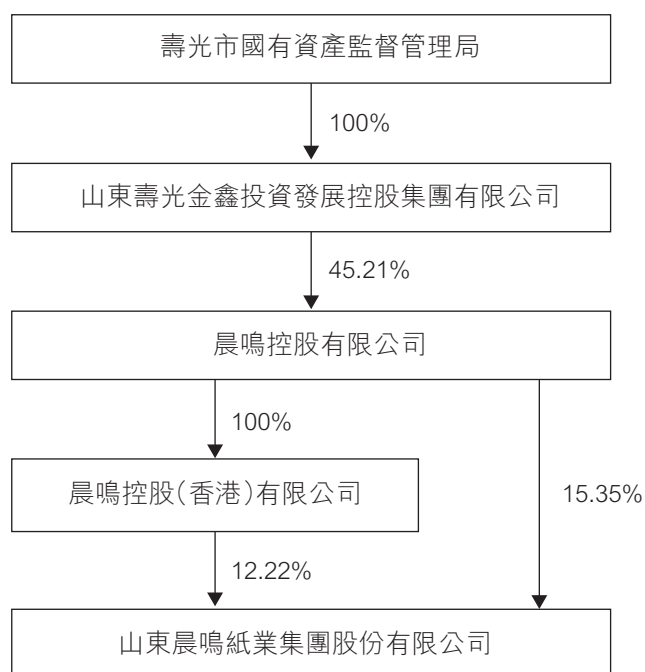 壽光市國有資產監督管理局
100%
山東壽光金鑫投資發展控股集團有限公司
45.21%
晨鳴控股有限公司
100%
晨鳴控股(香港)有限公司
15.35%
12.22%
山東晨鳴紙業集團股份有限公司